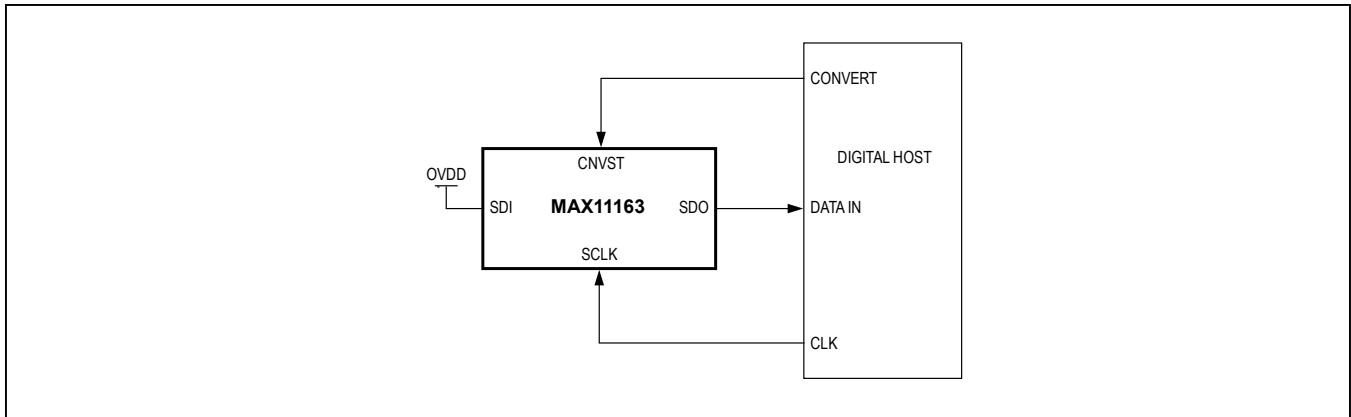 CONVERT
CNVST
DIGITAL HOST
OVDD
SDI
MAX11163
SDO
DATA IN
SCLK
CLK